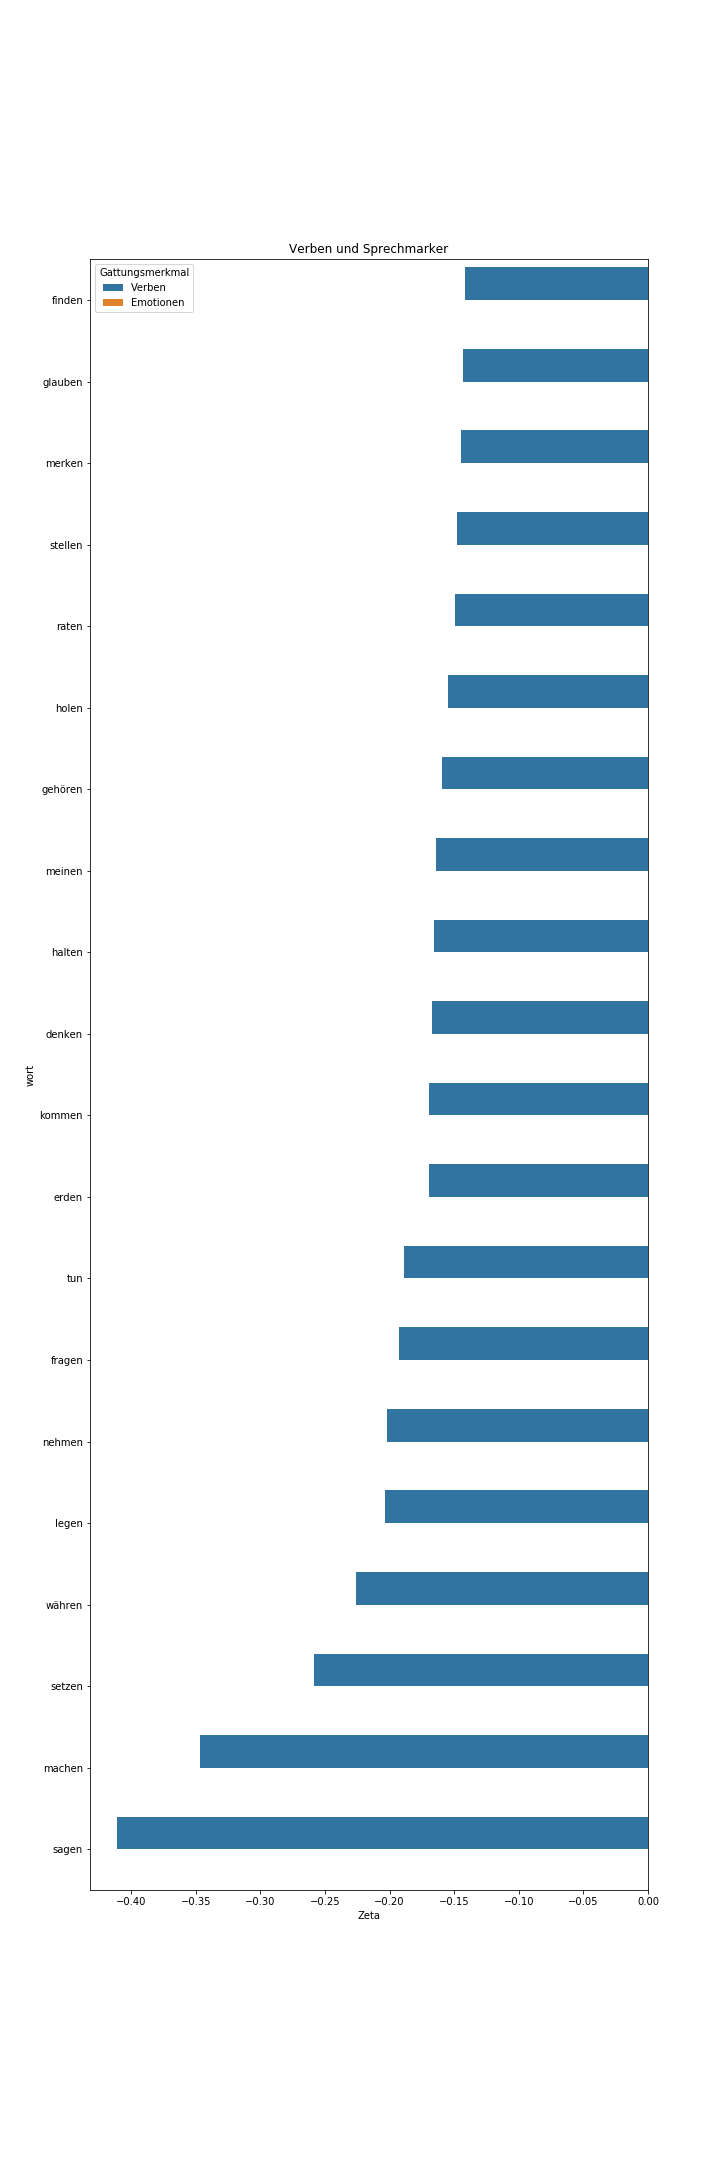 Verben und Sprechmarker
Gattungsmerkmal
Verben
Emotionen
finden
glauben
merken
stellen
raten
holen
gehören
meinen
halten
denken
wort
kommen
erden
tun
fragen
nehmen
legen
währen
setzen
machen
sagen
−0.40 −0.35 −0.30 −0.25 −0.20 −0.15 −0.10 −0.05 0.00
Zeta